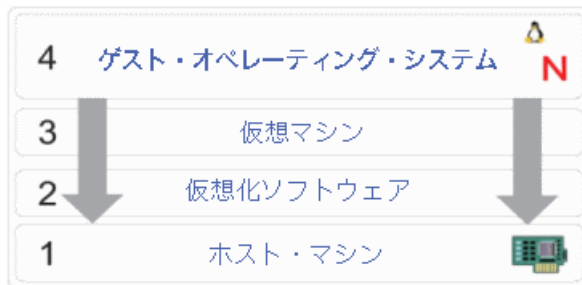 4 ゲスト・オペレーティング・システム
N
3 仮想マシン
2 仮想化ソフトウェア
1 ホスト・マシン